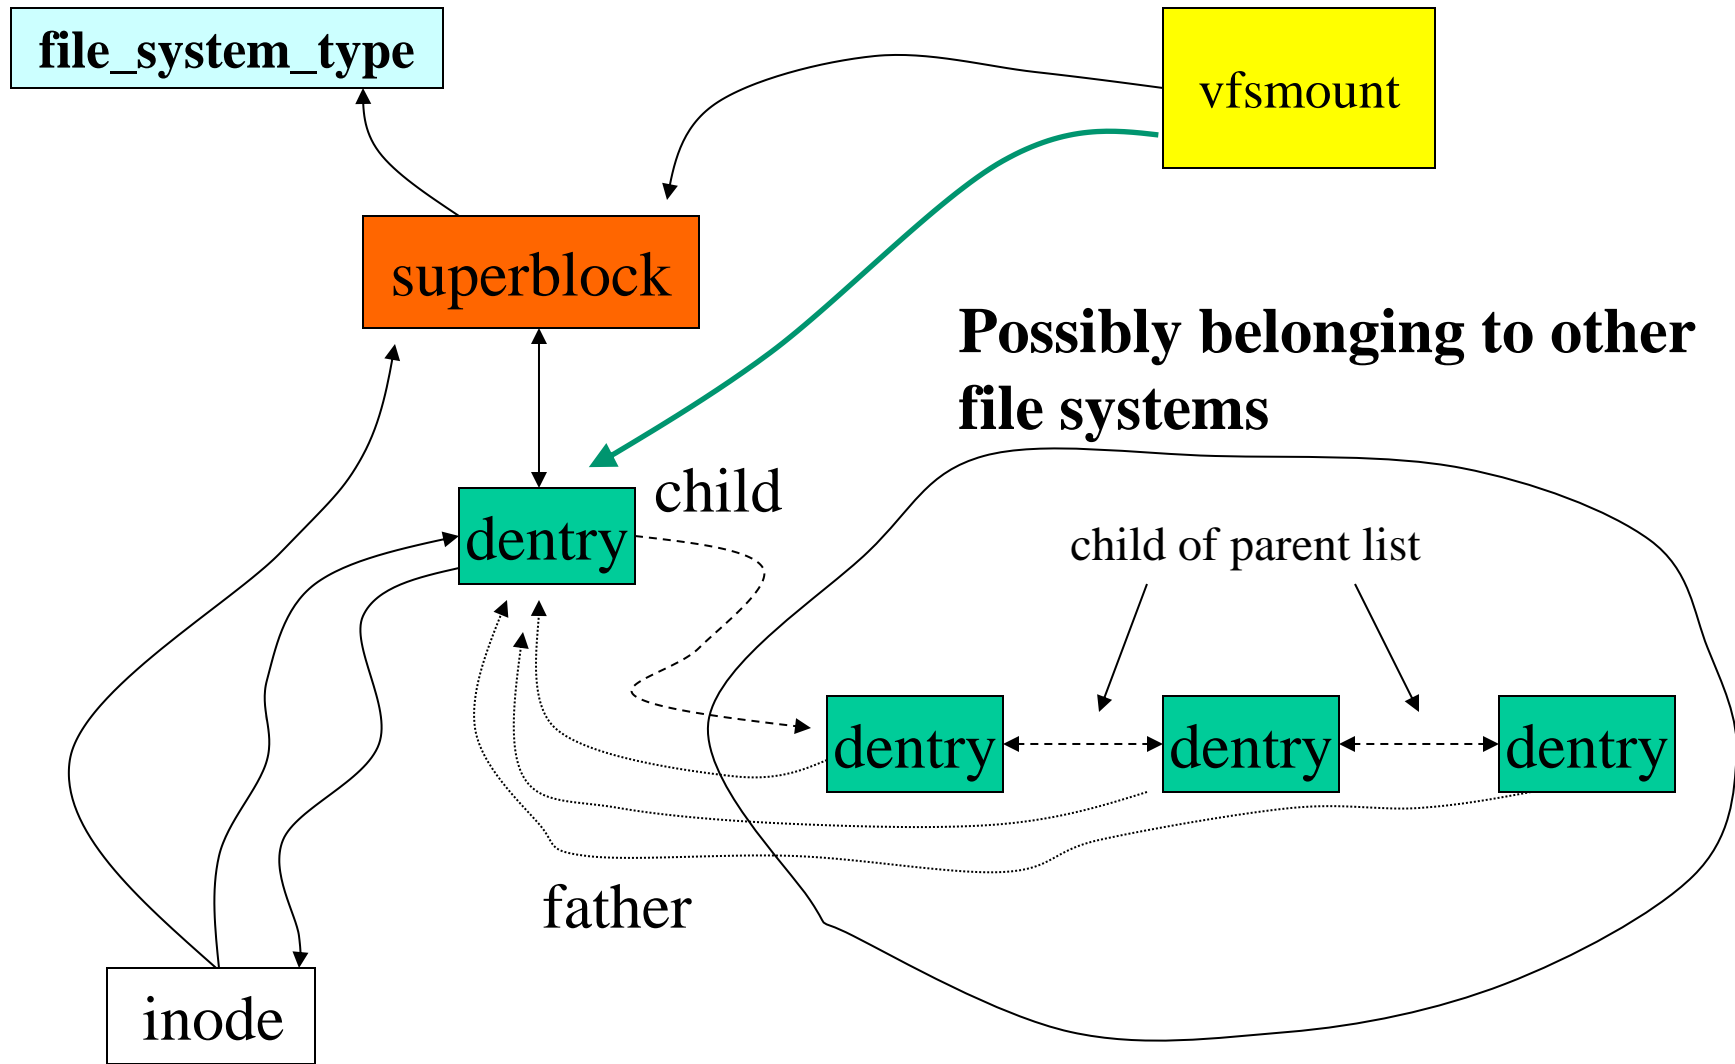 file_system_type
vfsmount
superblock
Possibly belonging to other
file systems
child
dentry
child of parent list
dentry
dentry
dentry
father
inode